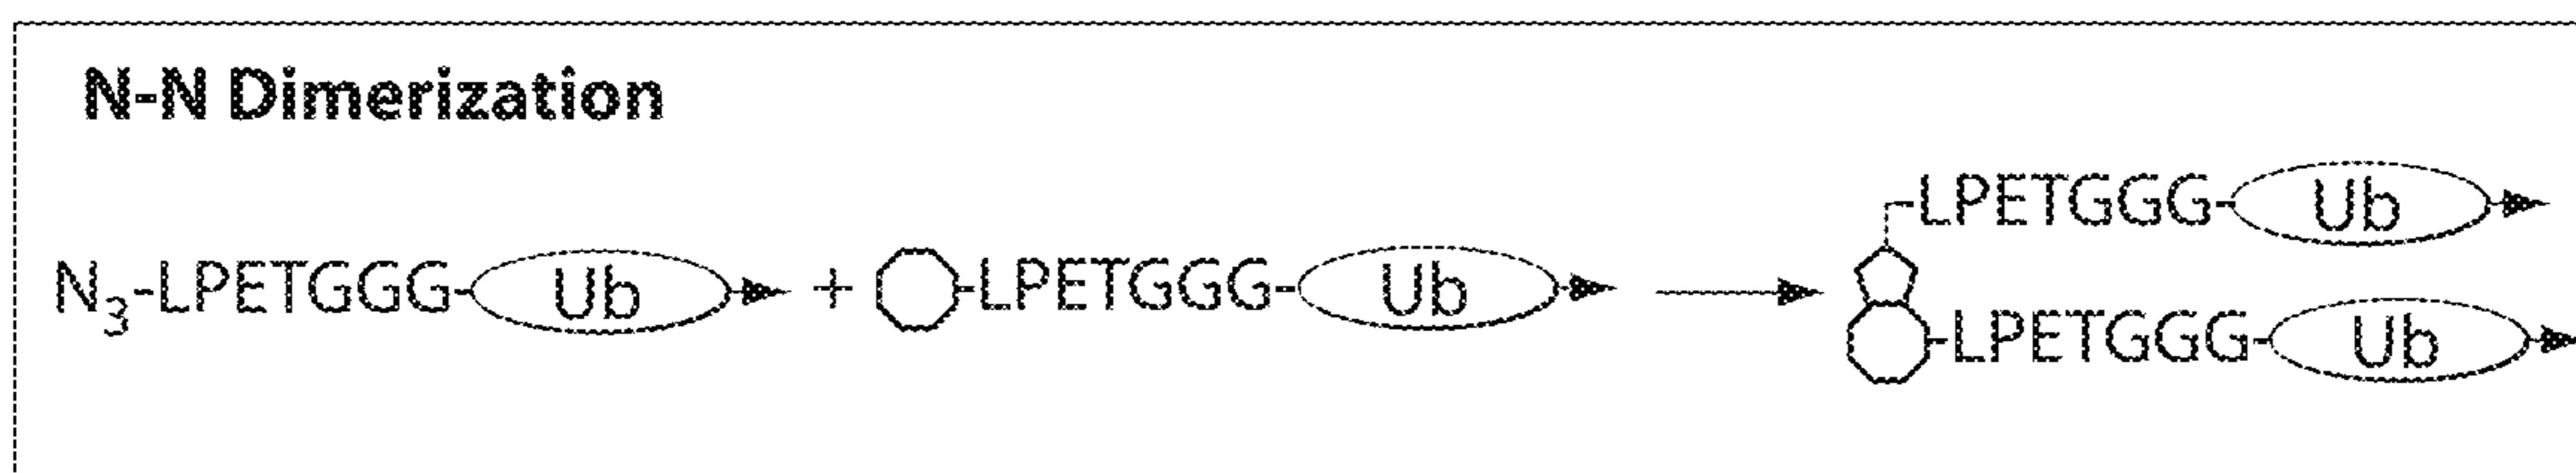 N-N Dimerization
LPETGGG- Ub
N3-LPETGGG- Ub + -LPETGGG- Ub
-LPETGGG- Ub